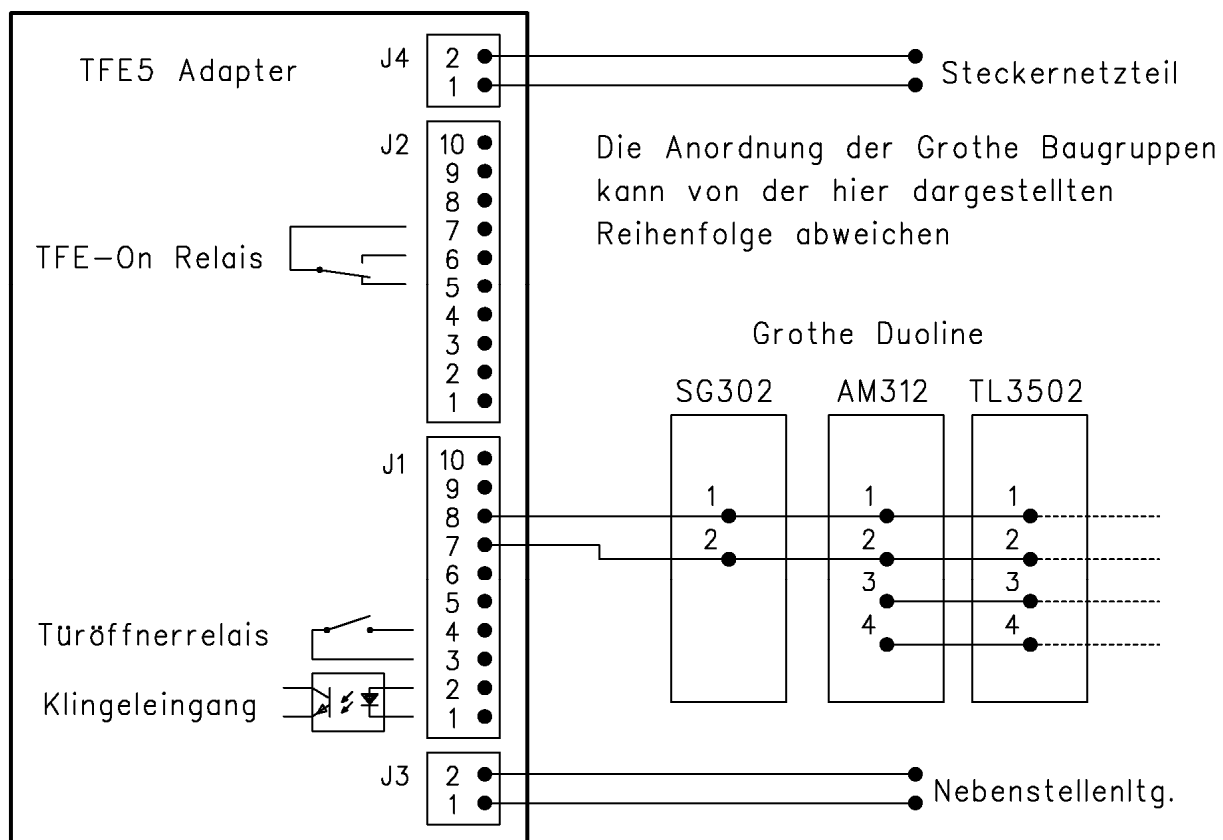 TFE5 Adapter
J4
2
1
Steckernetzteil
J2
10
9
8
7
6
5
4
3
2
1
TFE-On Relais
Die Anordnung der Grothe Baugruppen
kann von der hier dargestellten
Reihenfolge abweichen
Grothe Duoline
SG302 AM312 TL3502
J1
10
9
8
7
6
5
4
3
2
1
1 1 1
2 2 2
3 3
4 4
Türöffnerrelais
Klingeleingang
J3
2
1
Nebenstellenltg.